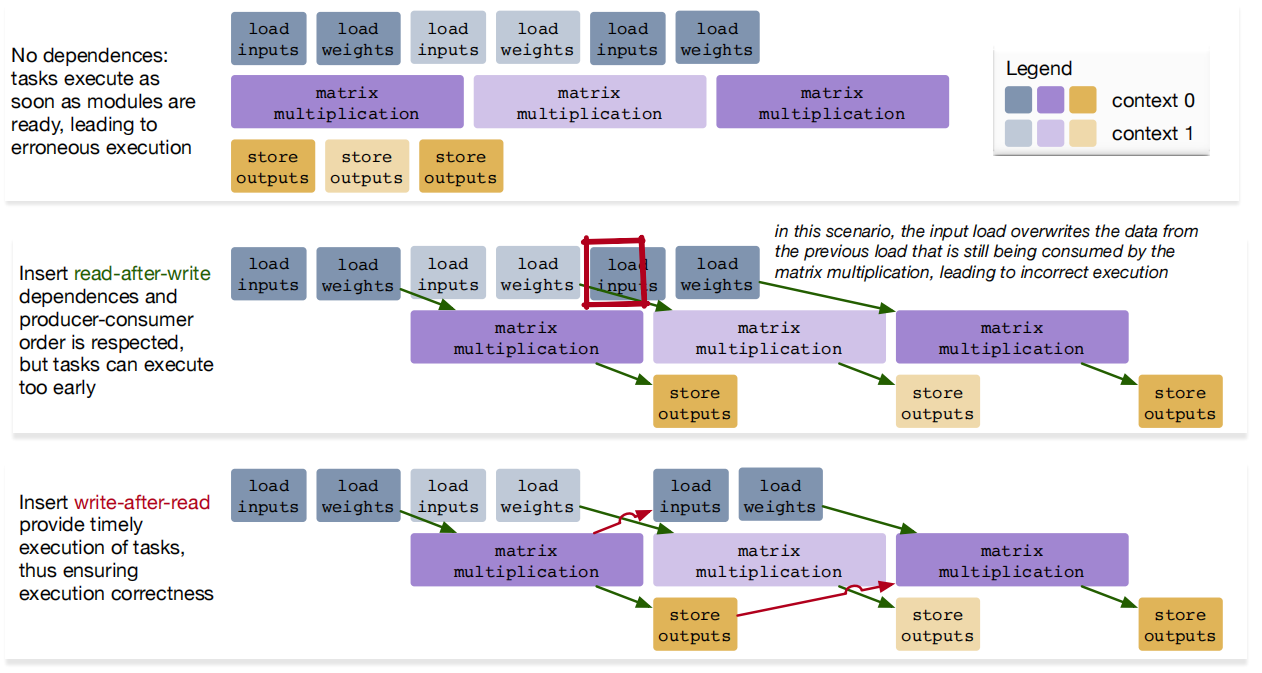 No dependences:
tasks execute as
soon as modules are
ready, leading to
erroneous execution
load
inputs
load
weights
load
inputs
load
weights
load
inputs
load
weights
matrix
multiplication
matrix
multiplication
matrix
multiplication
store
outputs
store
outputs
store
outputs
Legend
context 0
context 1
Insert read-after-write
dependences and
producer-consumer
order is respected,
but tasks can execute
too early
load
inputs
load
weights
load
inputs
load
weights
load
inputs
load
weights
in this scenario, the input load overwrites the data from
the previous load that is still being consumed by the
matrix multiplication, leading to incorrect execution
matrix
multiplication
matrix
multiplication
matrix
multiplication
store
outputs
store
outputs
store
outputs
Insert write-after-read
provide timely
execution of tasks,
thus ensuring
execution correctness
load
inputs
load
weights
load
inputs
load
weights
load
inputs
load
weights
matrix
multiplication
matrix
multiplication
matrix
multiplication
store
outputs
store
outputs
store
outputs